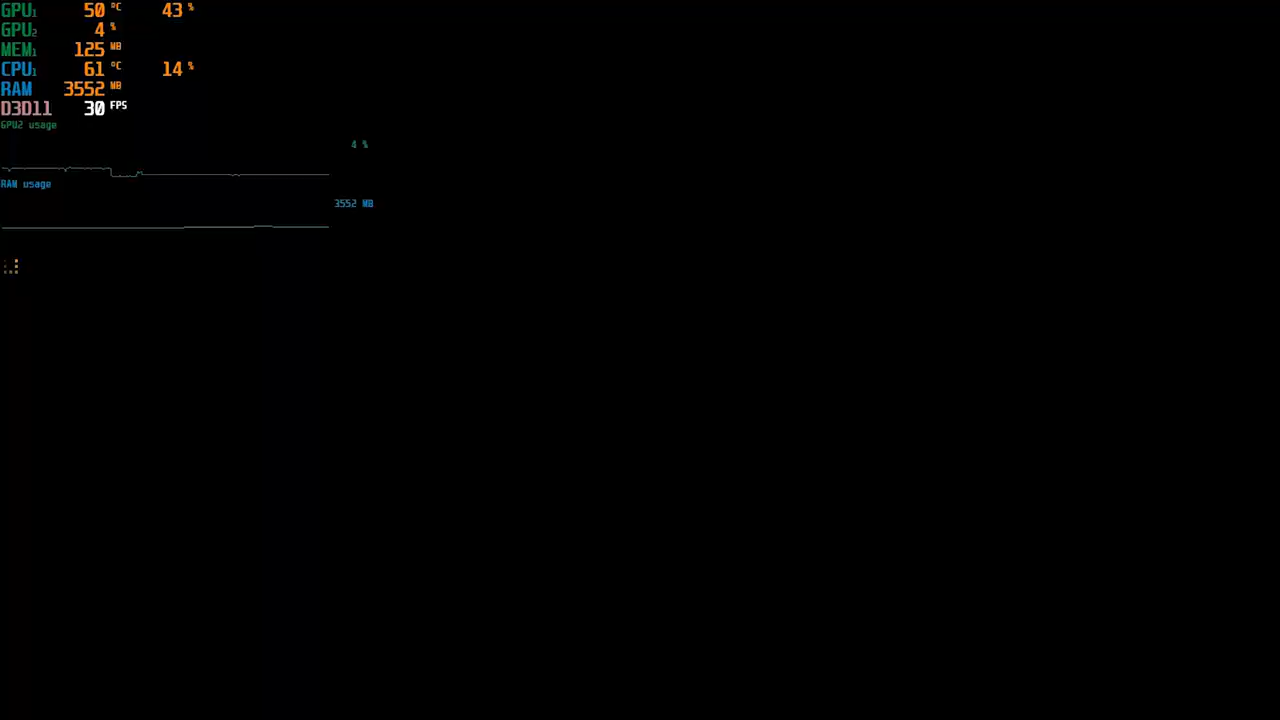 GPU1 50 °C 43 %
GPU2 4 %
MEM1 125 MB
CPU1 61 °C 14 %
RAM 3552 MB
D3D11 30 FPS
GPU2 usage
4 %
RAM usage
3552 MB